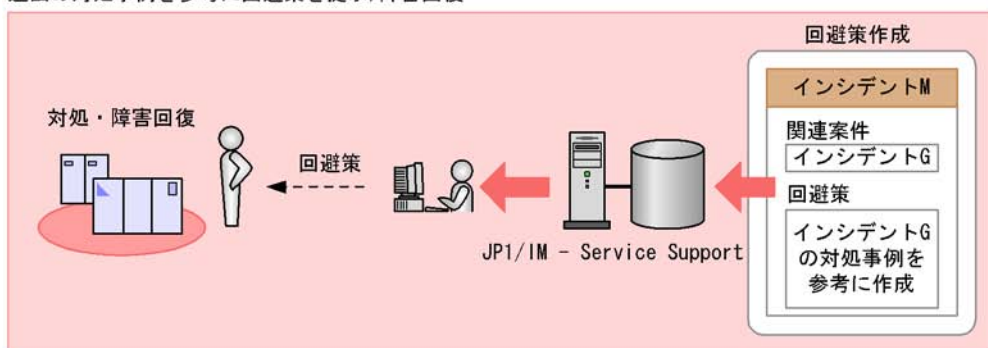 回避策作成
インシデントM
関連案件
インシデントG
回避策
インシデントG
の対処事例を
参考に作成
JP1/IM - Service Support
回避策
対処・障害回復